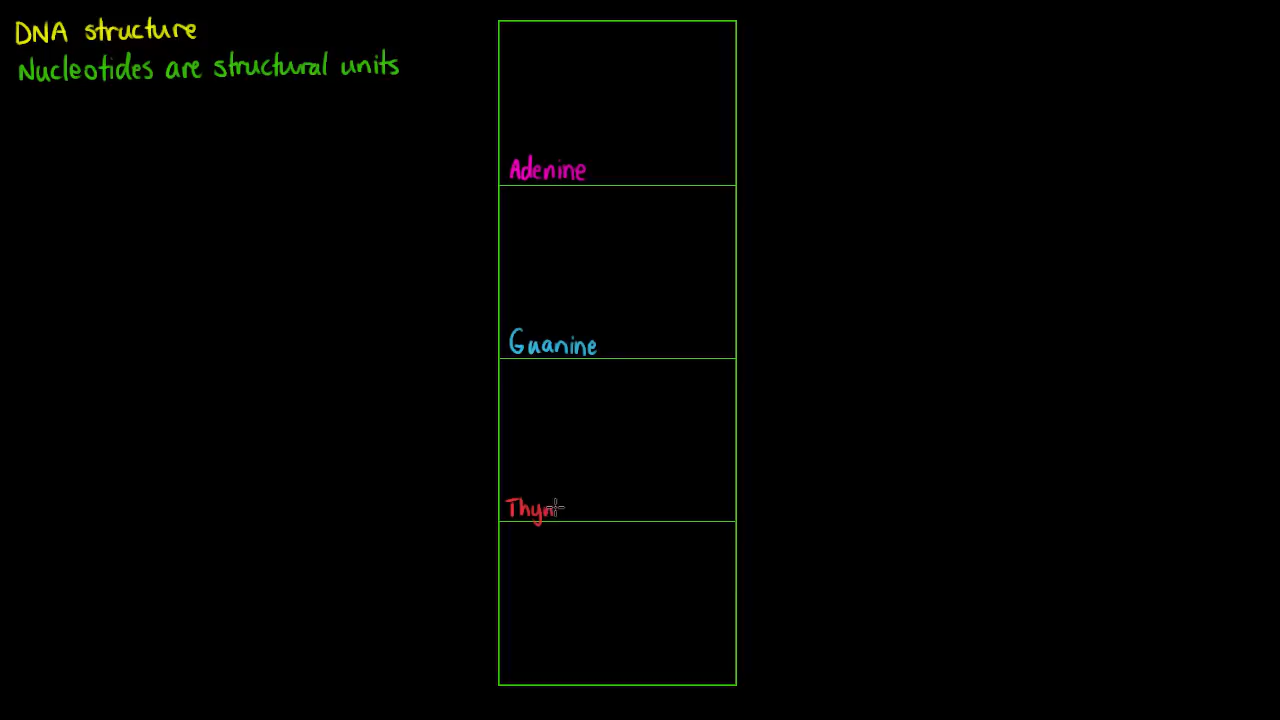 DNA structure
Nucleotides are structural units
Adenine
Guanine
Thym